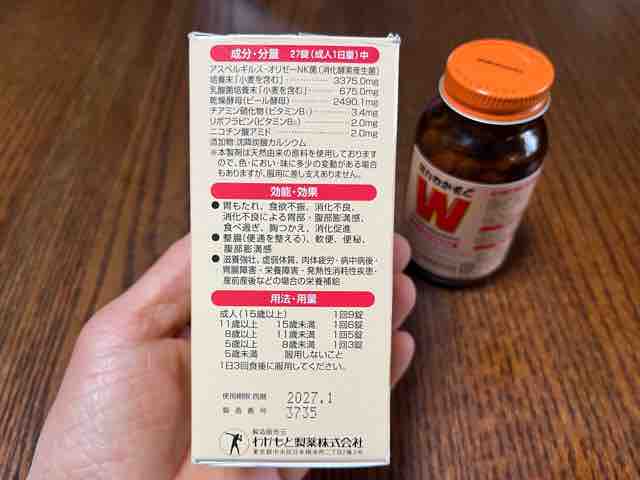 成分・分量 27錠(成人1日量)中
アスペルギルス・オリゼーNK菌(消化酵素産生菌)
培養末「小麦を含む」 3375.0mg
乳酸菌培養末「小麦を含む」 675.0mg
乾燥酵母(ビール酵母) 2490.1mg
チアミン硝化物(ビタミンB₁) 3.4mg
リボフラビン(ビタミンB₂) 2.0mg
ニコチン酸アミド 2.0mg
添加物:沈降炭酸カルシウム
※本製剤は天然由来の原料を使用しておりますので、色・におい・味に多少の変動がある場合もありますが、服用に差し支えありません。
効能・効果
●胃もたれ、食欲不振、消化不良、
消化不良による胃部・腹部膨満感、
食べ過ぎ、胸つかえ、消化促進
●整腸(便通を整える)、軟便、便秘、
腹部膨満感
●滋養強壮、虚弱体質、肉体疲労・病中病後・
胃腸障害・栄養障害・発熱性消耗性疾患・
産前産後などの場合の栄養補給
用法・用量
成人(15歳以上) 1回9錠
11歳以上 15歳未満 1回6錠
8歳以上 11歳未満 1回5錠
5歳以上 8歳未満 1回3錠
5歳未満 服用しないこと
1日3回食後に服用してください。
使用期限 西暦 2027.1
製造番号 3735
製造販売元
わかもと製薬株式会社
東京都中央区日本橋本町二丁目2番2号
わかもと
W